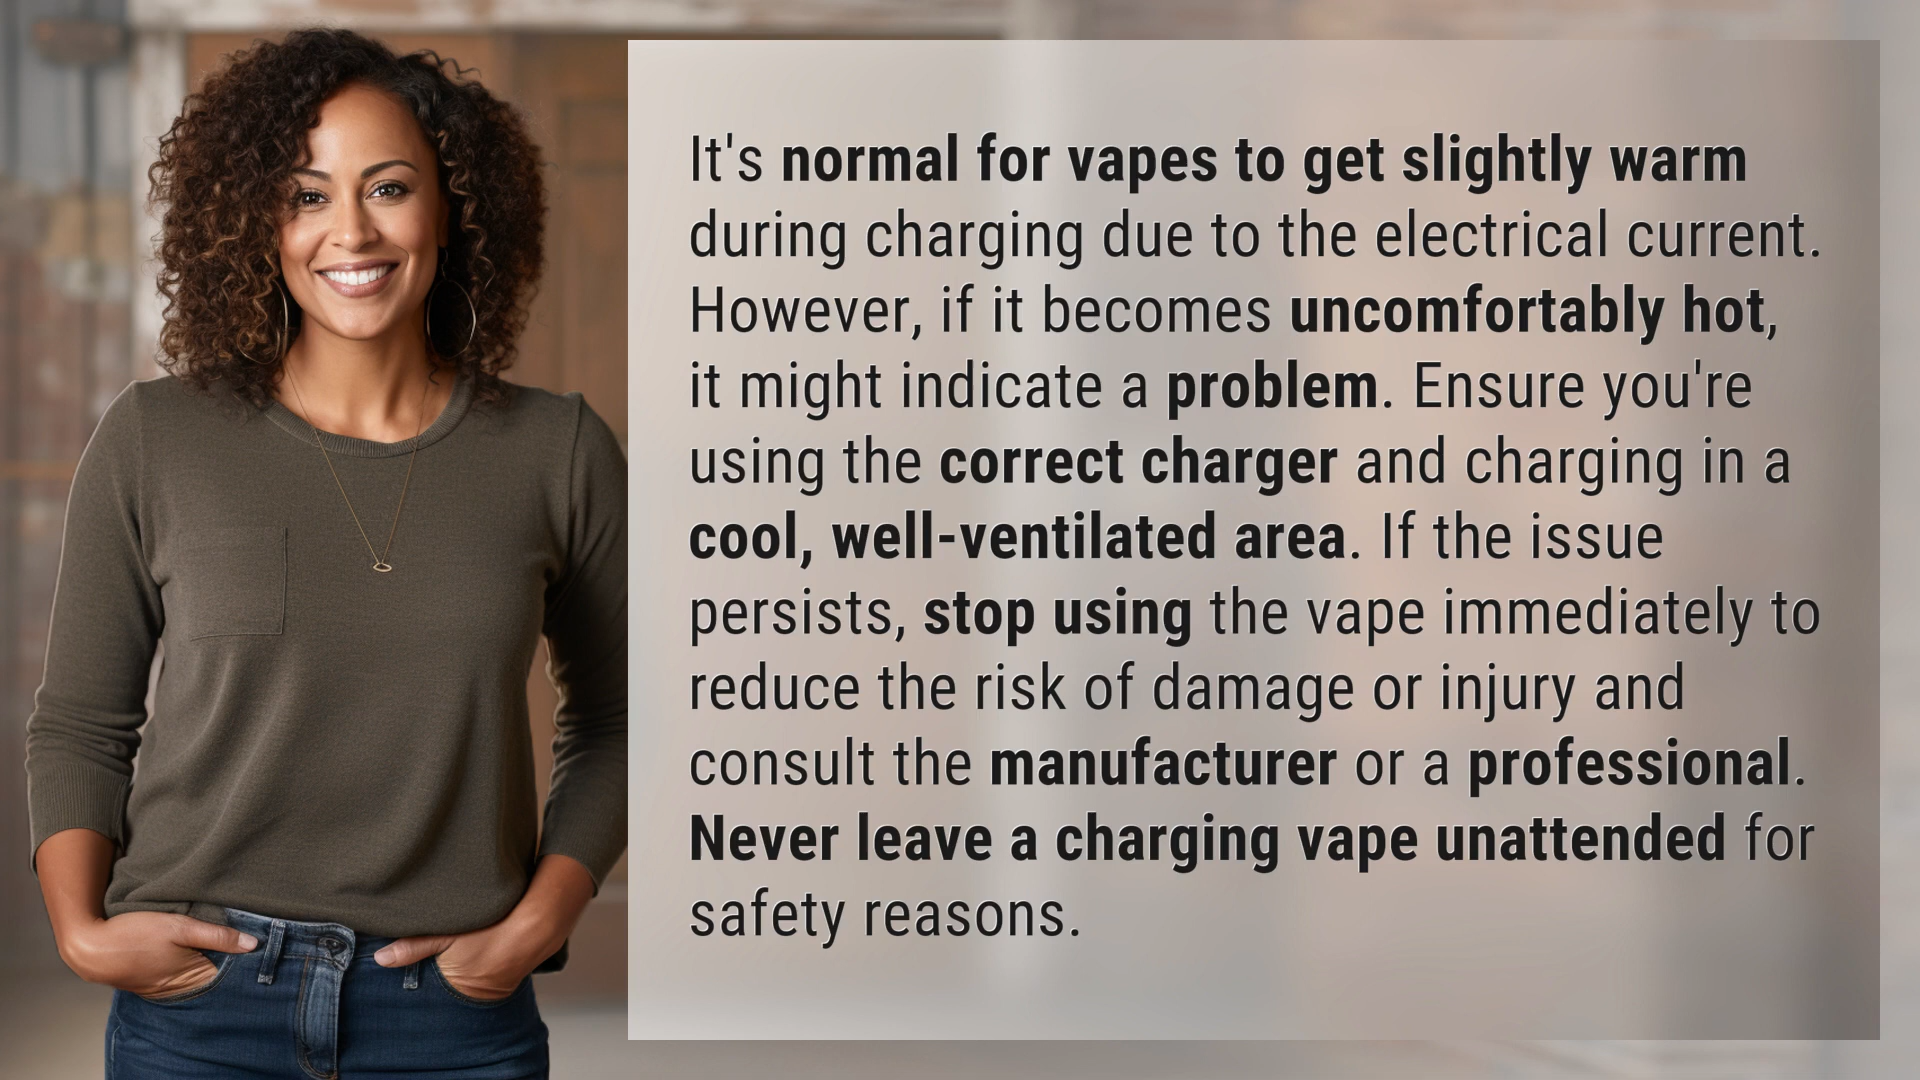 It's normal for vapes to get slightly warm
during charging due to the electrical current.
However, if it becomes uncomfortably hot,
it might indicate a problem. Ensure you're
using the correct charger and charging in a
cool, well-ventilated area. If the issue
persists, stop using the vape immediately to
reduce the risk of damage or injury and
consult the manufacturer or a professional.
Never leave a charging vape unattended for
safety reasons.